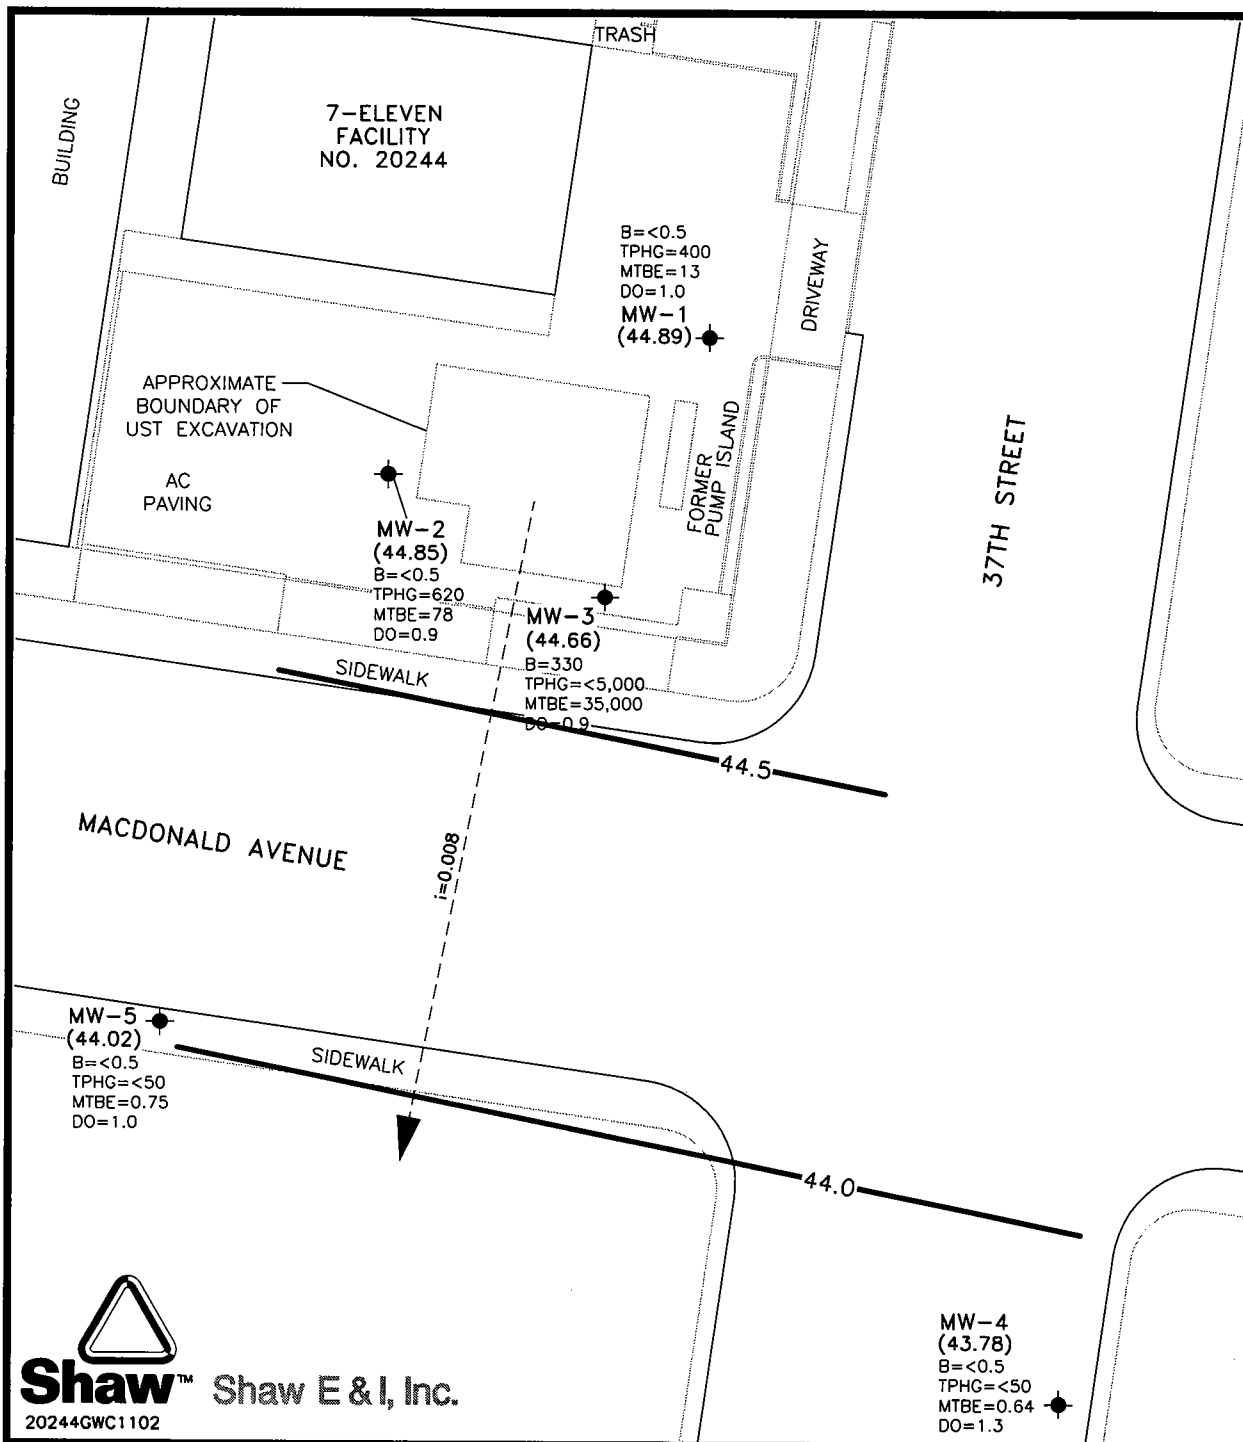 TRASH
BUILDING
7-ELEVEN
FACILITY
NO. 20244
B=<0.5
TPHG=400
MTBE=13
DO=1.0
MW-1
(44.89)
DRIVEWAY
APPROXIMATE
BOUNDARY OF
UST EXCAVATION
AC
PAVING
FORMER
PUMP ISLAND
37TH STREET
MW-2
(44.85)
B=<0.5
TPHG=620
MTBE=78
DO=0.9
MW-3
(44.66)
B=330
TPHG=<5,000
MTBE=35,000
DO=0.9
SIDEWALK
44.5
MACDONALD AVENUE
i=0.008
MW-5
(44.02)
B=<0.5
TPHG=<50
MTBE=0.75
DO=1.0
SIDEWALK
44.0
MW-4
(43.78)
B=<0.5
TPHG=<50
MTBE=0.64
DO=1.3
Shaw™ Shaw E & I, Inc.
20244GWC1102